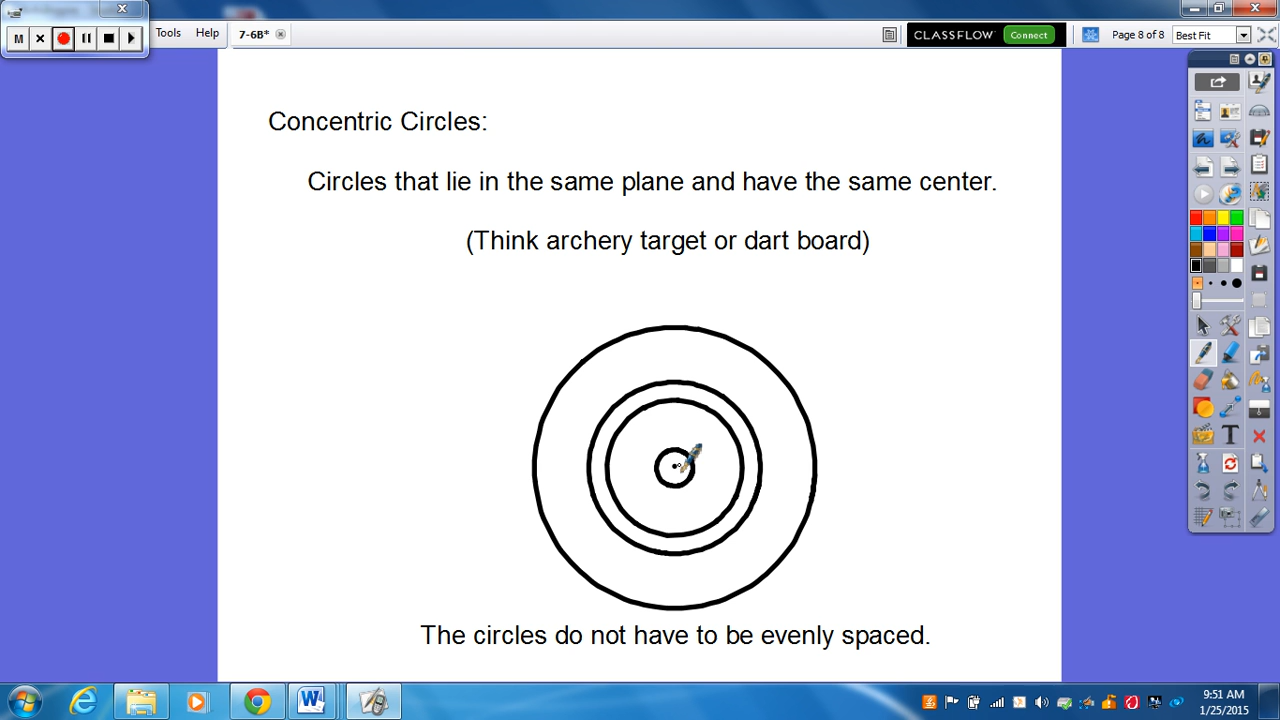 M
Tools Help 7-6B*
CLASSFLOW Connect
Page 8 of 8 Best Fit
Concentric Circles:
Circles that lie in the same plane and have the same center.
(Think archery target or dart board)
The circles do not have to be evenly spaced.
9:51 AM
1/25/2015